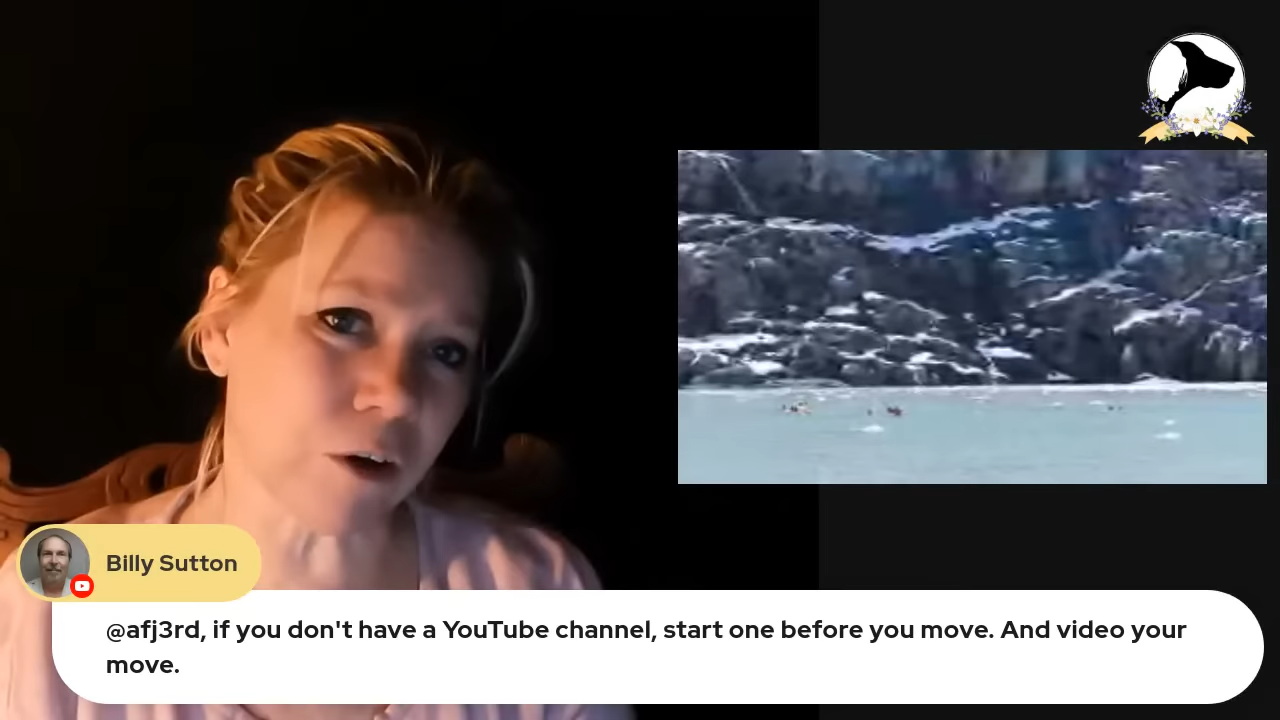 Billy Sutton
@afj3rd, if you don't have a YouTube channel, start one before you move. And video your
move.